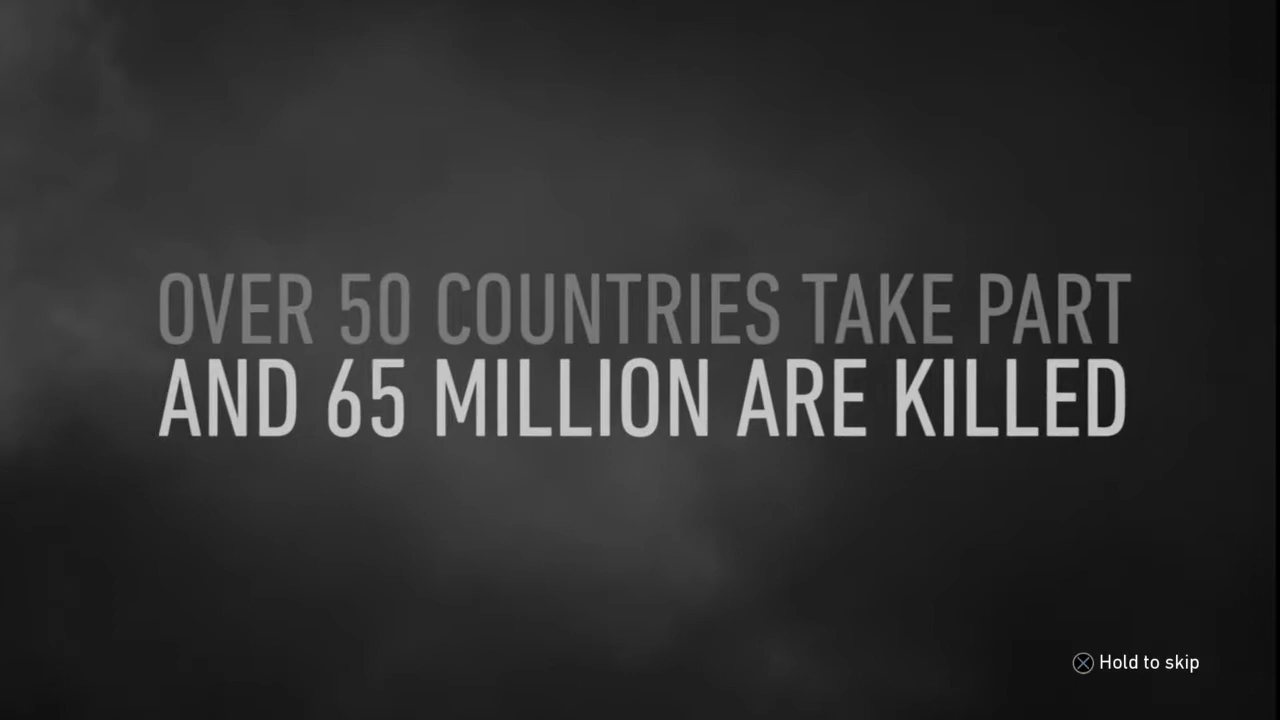 OVER 50 COUNTRIES TAKE PART
AND 65 MILLION ARE KILLED
Hold to skip